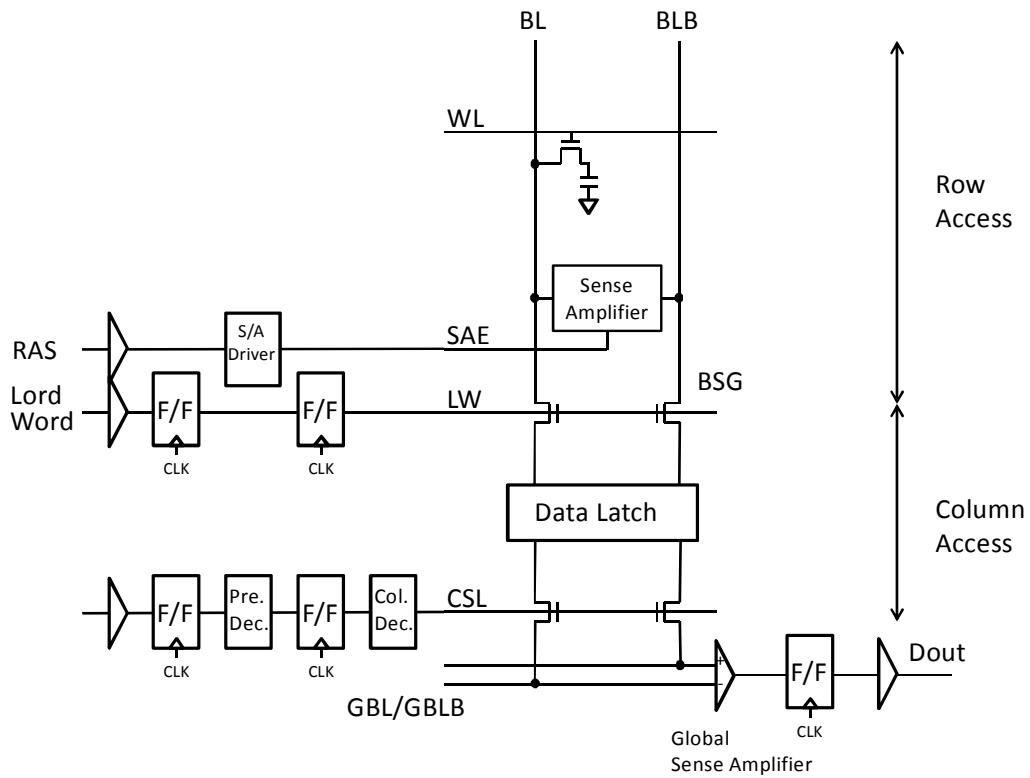 BL
BLB
WL
Row
Access
Sense
Amplifier
S/A
Driver
SAE
RAS
Lord
Word
F/F
CLK
F/F
CLK
LW
BSG
Data Latch
Column
Access
F/F
CLK
Pre.
Dec.
F/F
CLK
Col.
Dec.
CSL
GBL/GBLB
+
-
F/F
CLK
Dout
Global
Sense Amplifier